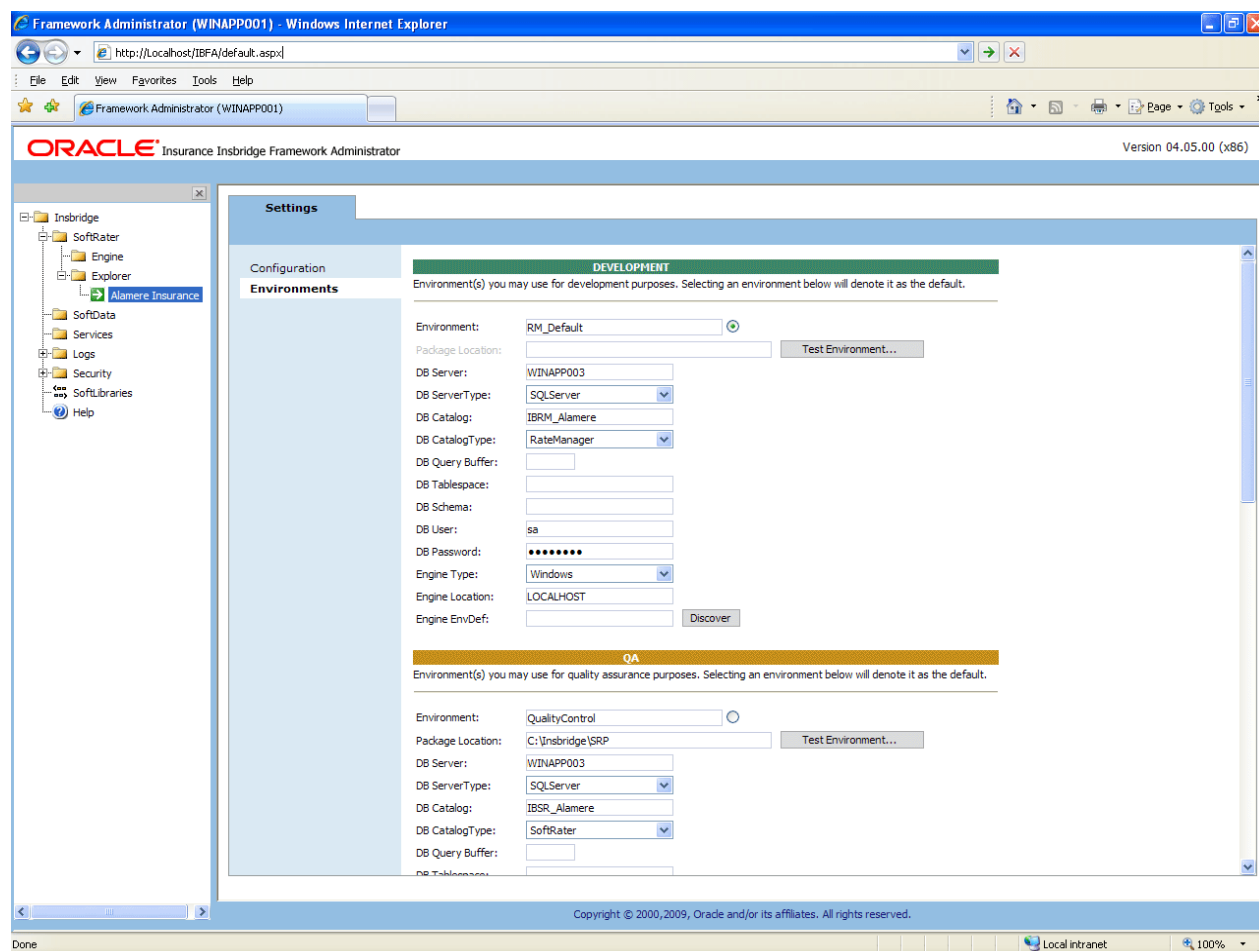 Framework Administrator (WINAPP001) - Windows Internet Explorer
http://Localhost/IBFA/default.aspx
File Edit View Favorites Tools Help
Framework Administrator (WINAPP001)
Page Tools
ORACLE Insurance Insbridge Framework Administrator
Version 04.05.00 (x86)
Insbridge
SoftRater
Engine
Explorer
Alamere Insurance
SoftData
Services
Logs
Security
SoftLibraries
Help
Settings
Configuration
Environments
DEVELOPMENT
Environment(s) you may use for development purposes. Selecting an environment below will denote it as the default.
Environment: RM_Default
Package Location: Test Environment...
DB Server: WINAPP003
DB ServerType: SQLServer
DB Catalog: IBRM_Alamere
DB CatalogType: RateManager
DB Query Buffer:
DB Tablespace:
DB Schema:
DB User: sa
DB Password: ••••••••
Engine Type: Windows
Engine Location: LOCALHOST
Engine EnvDef: Discover
QA
Environment(s) you may use for quality assurance purposes. Selecting an environment below will denote it as the default.
Environment: QualityControl
Package Location: C:\Insbridge\SRP Test Environment...
DB Server: WINAPP003
DB ServerType: SQLServer
DB Catalog: IBSR_Alamere
DB CatalogType: SoftRater
DB Query Buffer:
DB Tablespace:
Copyright © 2000,2009, Oracle and/or its affiliates. All rights reserved.
Done
Local intranet
100%